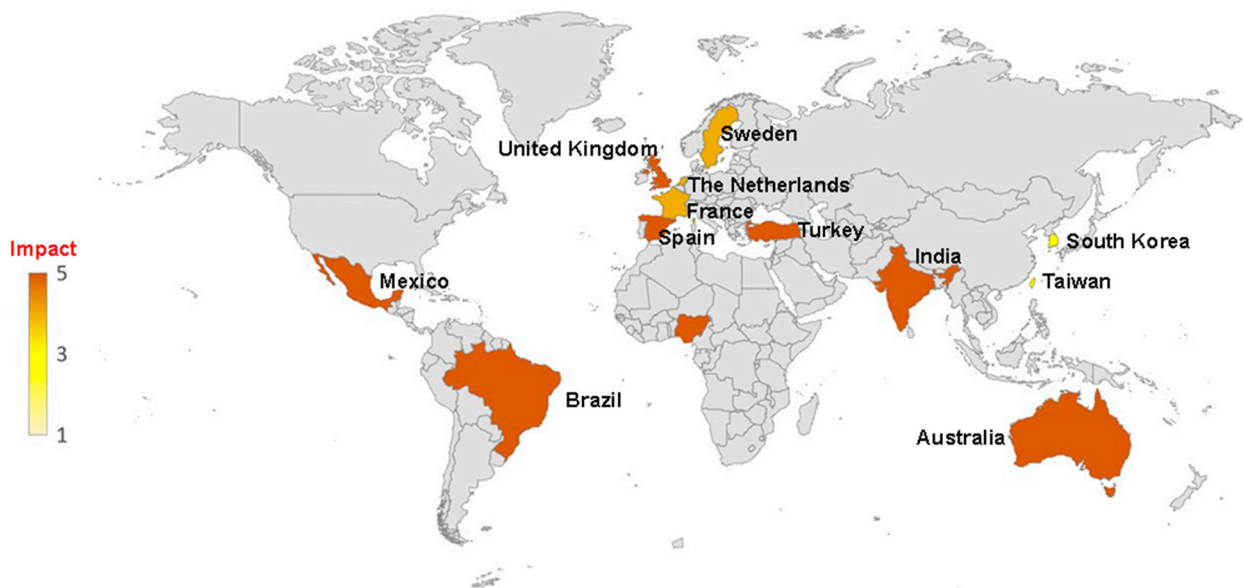 Sweden
United Kingdom
The Netherlands
France
Turkey
Spain
South Korea
India
Impact
5
Mexico
Taiwan
3
Brazil
1
Australia